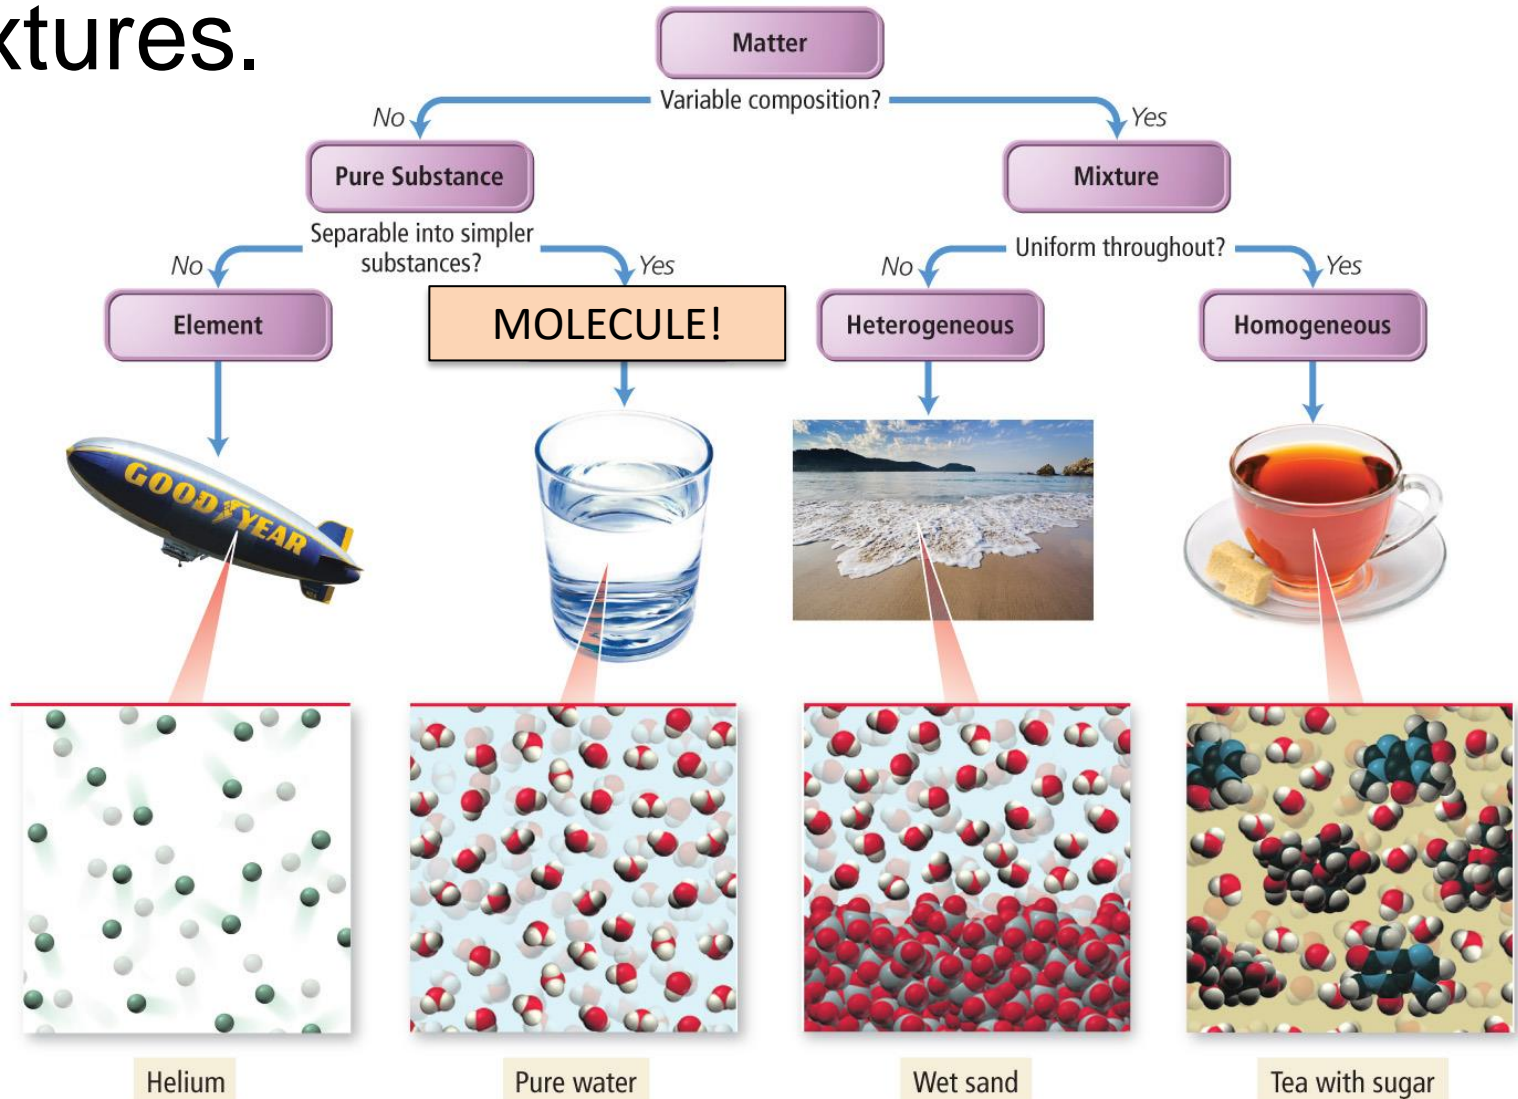 xtures.
Matter
Variable composition?
No
Yes
Pure Substance
Mixture
Separable into simpler
substances?
No
Yes
Uniform throughout?
No
Yes
Element
MOLECULE!
Heterogeneous
Homogeneous
GOODYEAR
Helium
Pure water
Wet sand
Tea with sugar